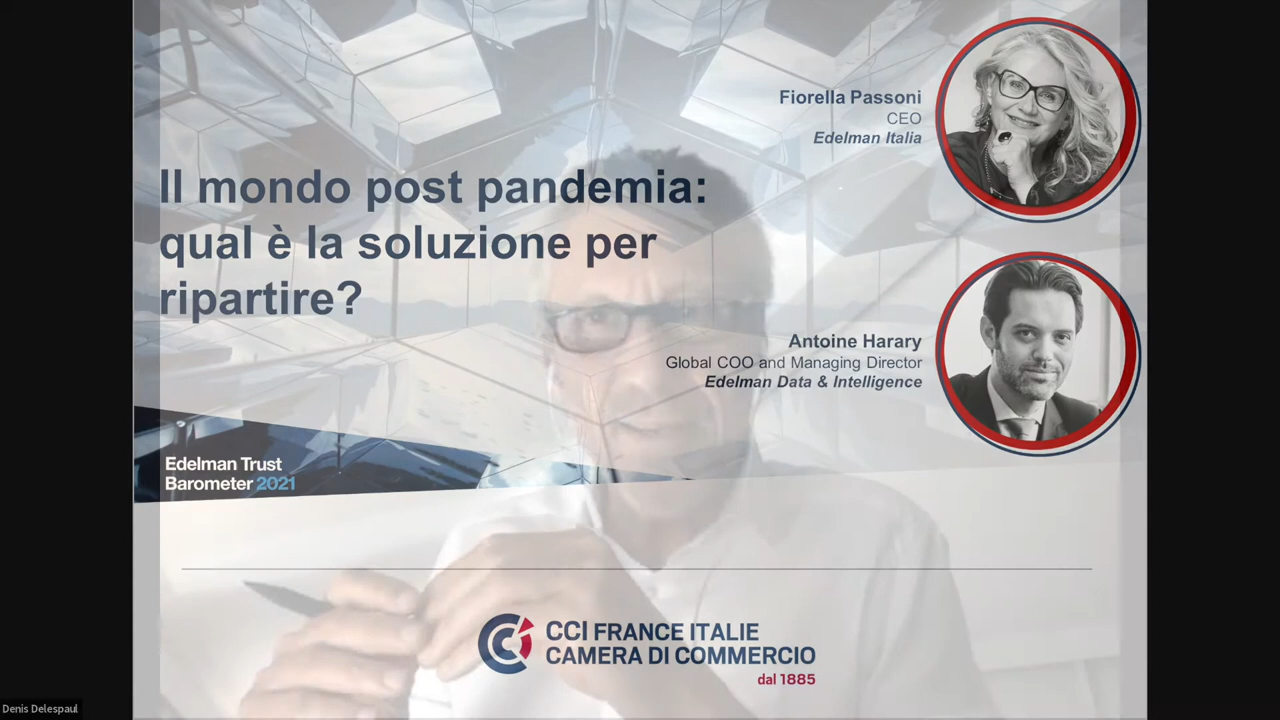 Fiorella Passoni
CEO
Edelman Italia
Il mondo post pandemia:
qual è la soluzione per
ripartire?
Antoine Harary
Global COO and Managing Director
Edelman Data & Intelligence
Edelman Trust
Barometer 2021
CCI FRANCE ITALIE
CAMERA DI COMMERCIO
dal 1885
Denis Delespaul